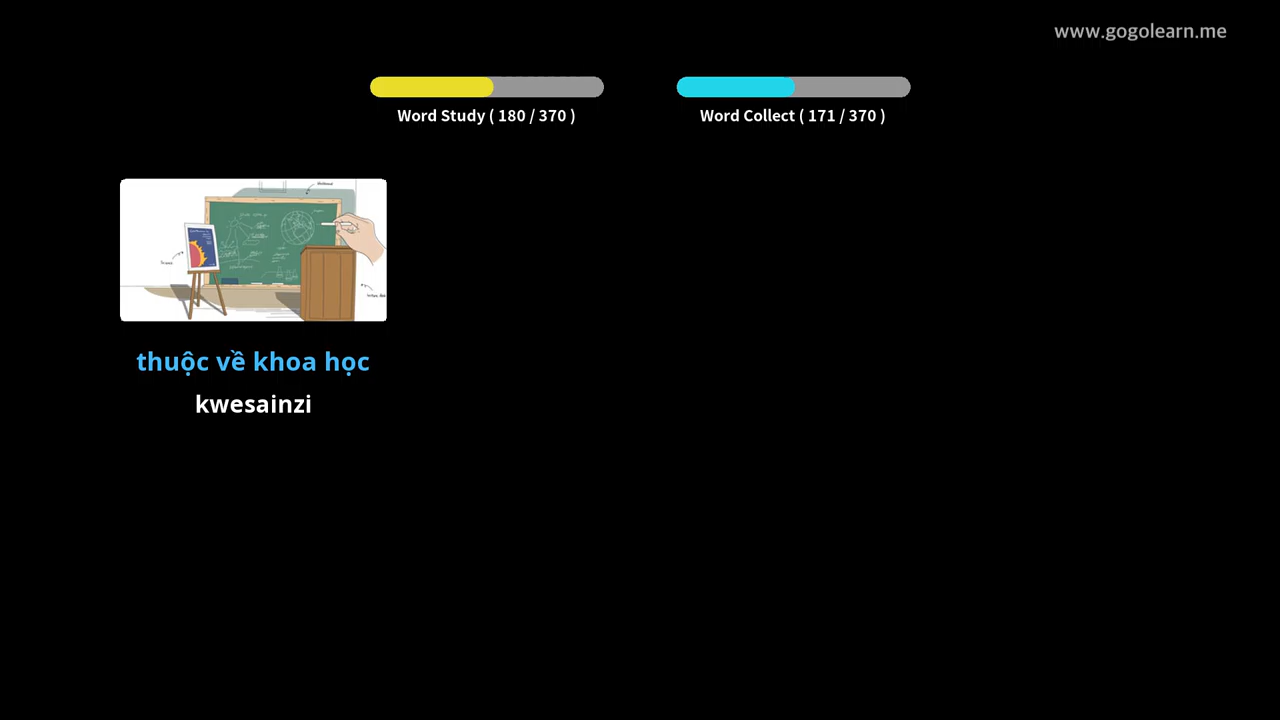 www.gogolearn.me
Word Study ( 180 / 370 )
Word Collect ( 171 / 370 )
thuộc về khoa học
kwesainzi